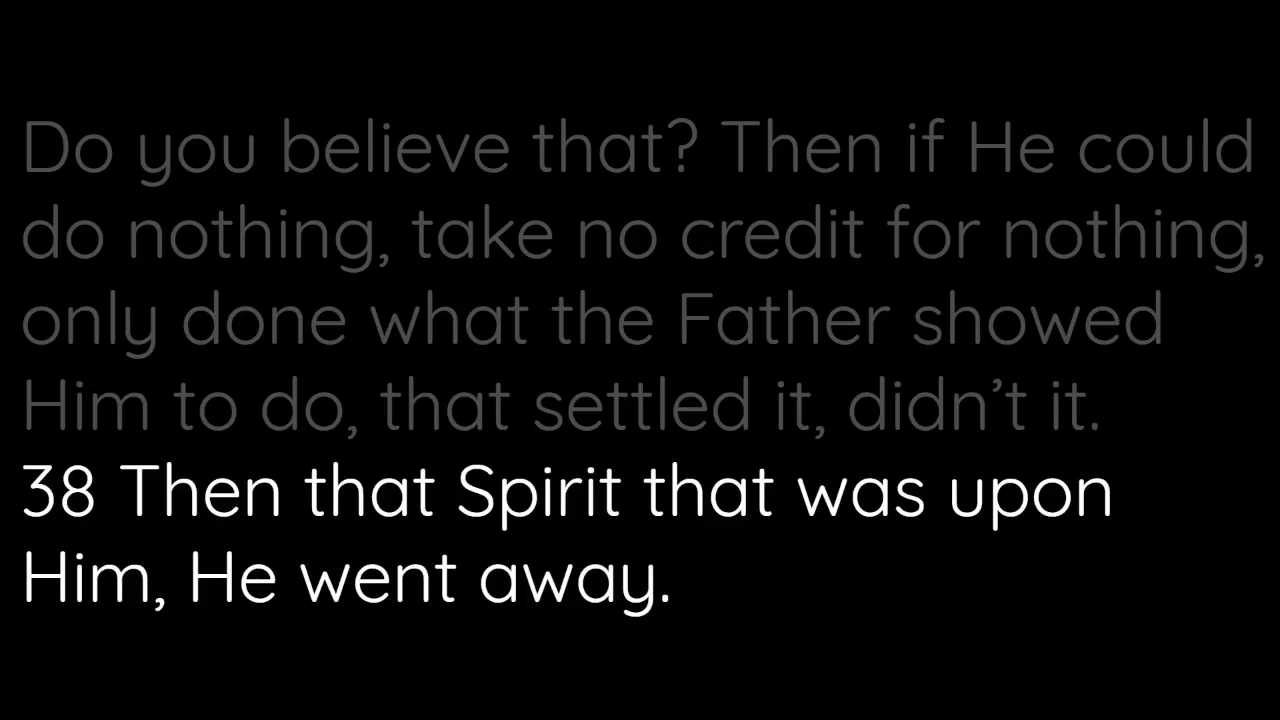 Do you believe that? Then if He could
do nothing, take no credit for nothing,
only done what the Father showed
Him to do, that settled it, didn’t it.
38 Then that Spirit that was upon
Him, He went away.